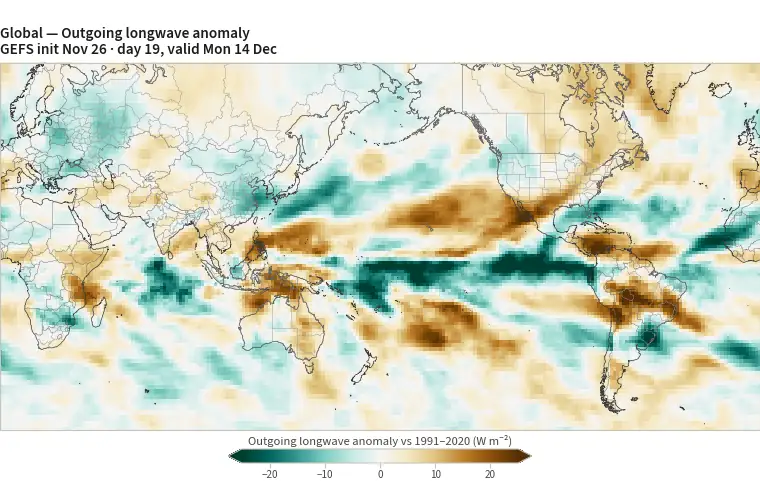 Global — Outgoing longwave anomaly
GEFS init Nov 26 · day 19, valid Mon 14 Dec
Outgoing longwave anomaly vs 1991–2020 (W m⁻²)
−20 −10 0 10 20